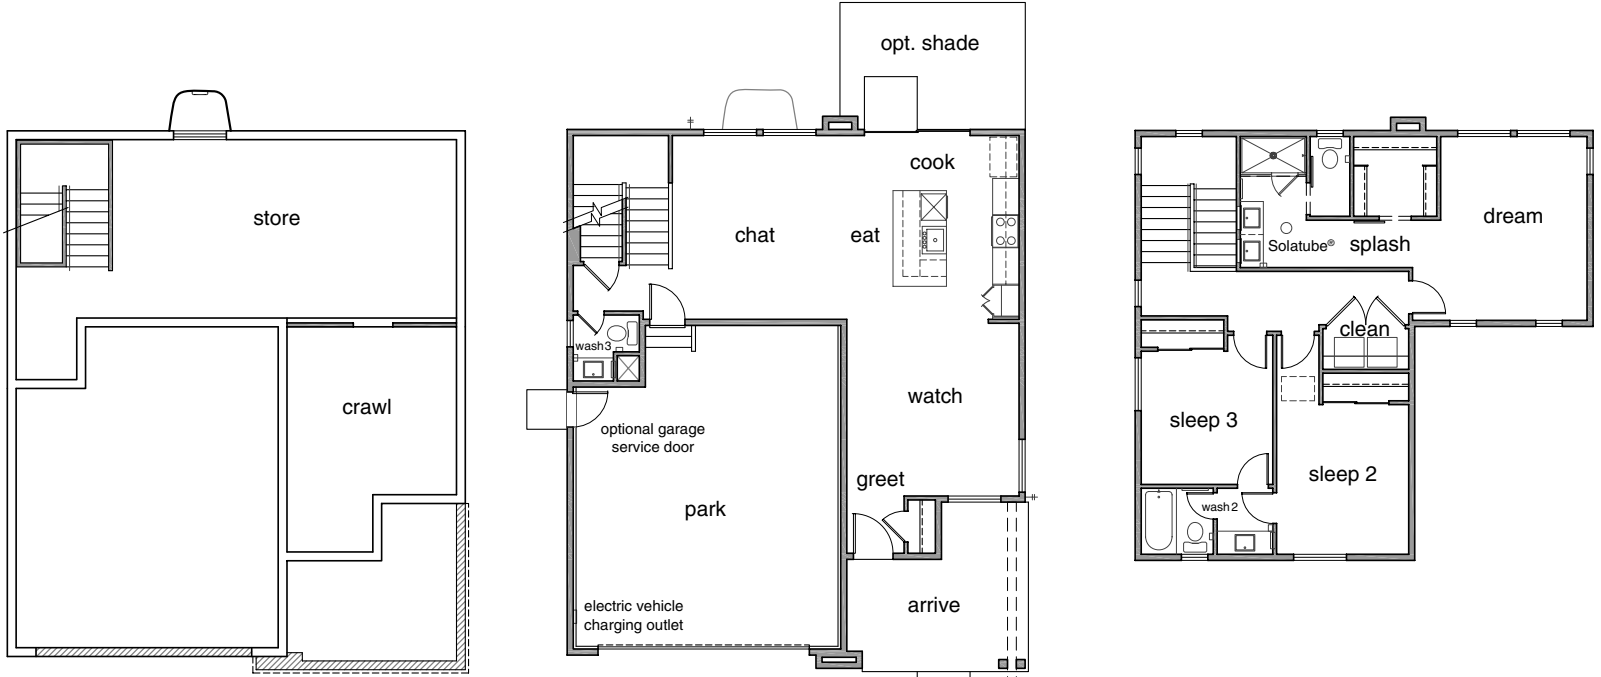 store
crawl
opt. shade
cook
chat
eat
wash3
watch
optional garage
service door
greet
park
electric vehicle
charging outlet
arrive
dream
Solatube®
splash
clean
sleep 3
sleep 2
wash2